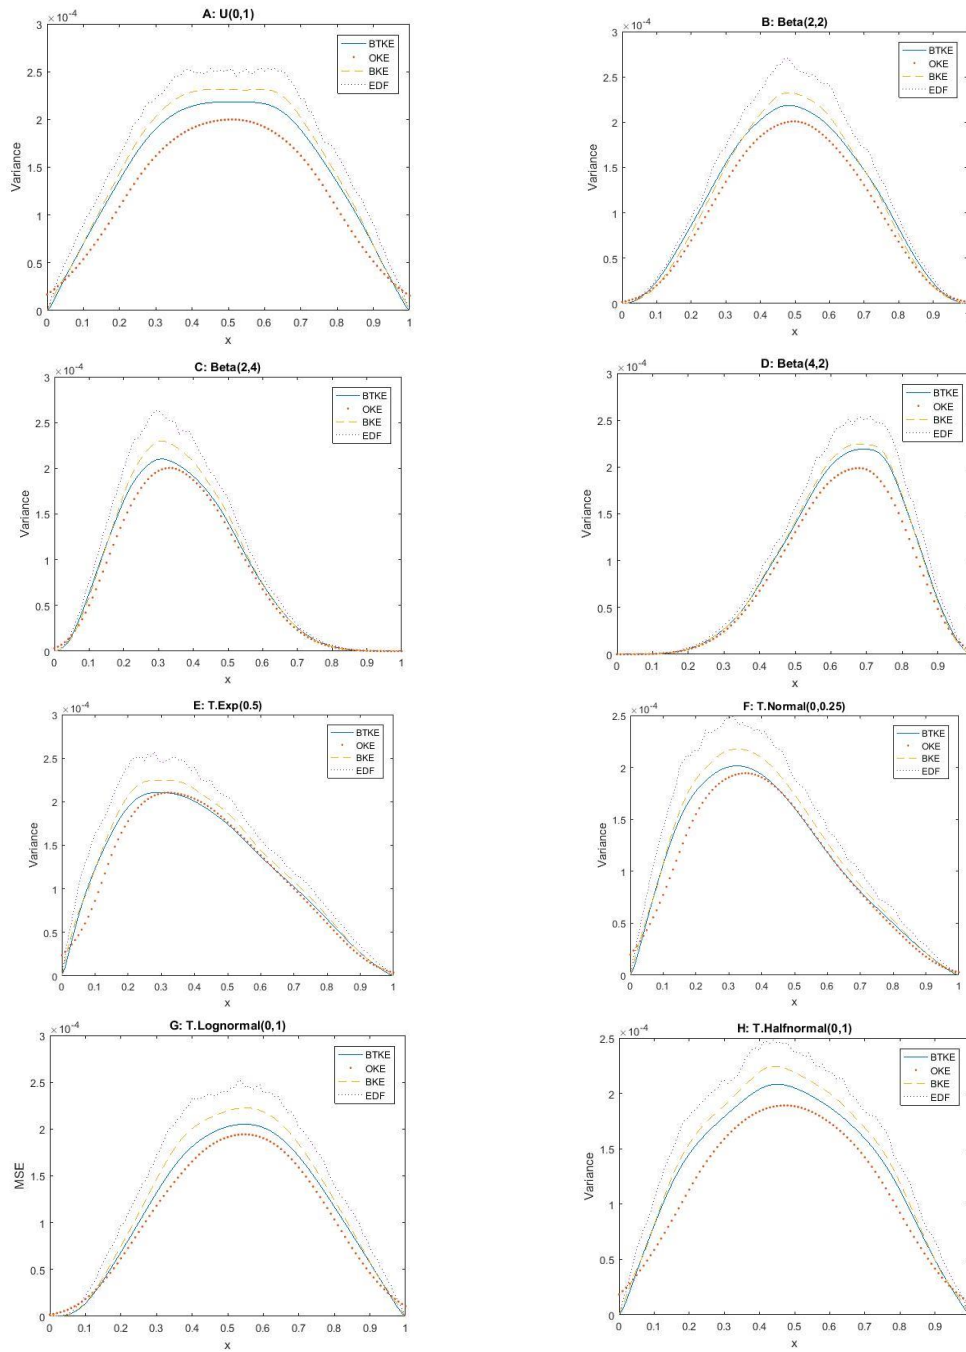 A: U(0,1)
×10⁻⁴
3
2.5
2
1.5
1
0.5
0
Variance
0 0.1 0.2 0.3 0.4 0.5 0.6 0.7 0.8 0.9 1
x
BTKE
OKE
BKE
EDF
B: Beta(2,2)
×10⁻⁴
3
2.5
2
1.5
1
0.5
0
Variance
0 0.1 0.2 0.3 0.4 0.5 0.6 0.7 0.8 0.9 1
x
BTKE
OKE
BKE
EDF
C: Beta(2,4)
×10⁻⁴
3
2.5
2
1.5
1
0.5
0
Variance
0 0.1 0.2 0.3 0.4 0.5 0.6 0.7 0.8 0.9 1
x
BTKE
OKE
BKE
EDF
D: Beta(4,2)
×10⁻⁴
3
2.5
2
1.5
1
0.5
0
Variance
0 0.1 0.2 0.3 0.4 0.5 0.6 0.7 0.8 0.9
x
BTKE
OKE
BKE
EDF
E: T.Exp(0.5)
×10⁻⁴
3
2.5
2
1.5
1
0.5
0
Variance
0 0.1 0.2 0.3 0.4 0.5 0.6 0.7 0.8 0.9 1
x
BTKE
OKE
BKE
EDF
F: T.Normal(0,0.25)
×10⁻⁴
2.5
2
1.5
1
0.5
0
Variance
0 0.1 0.2 0.3 0.4 0.5 0.6 0.7 0.8 0.9 1
x
BTKE
OKE
BKE
EDF
G: T.Lognormal(0,1)
×10⁻⁴
3
2.5
2
1.5
1
0.5
0
MSE
0 0.1 0.2 0.3 0.4 0.5 0.6 0.7 0.8 0.9 1
x
BTKE
OKE
BKE
EDF
H: T.Halfnormal(0,1)
×10⁻⁴
2.5
2
1.5
1
0.5
0
Variance
0 0.1 0.2 0.3 0.4 0.5 0.6 0.7 0.8 0.9
x
BTKE
OKE
BKE
EDF